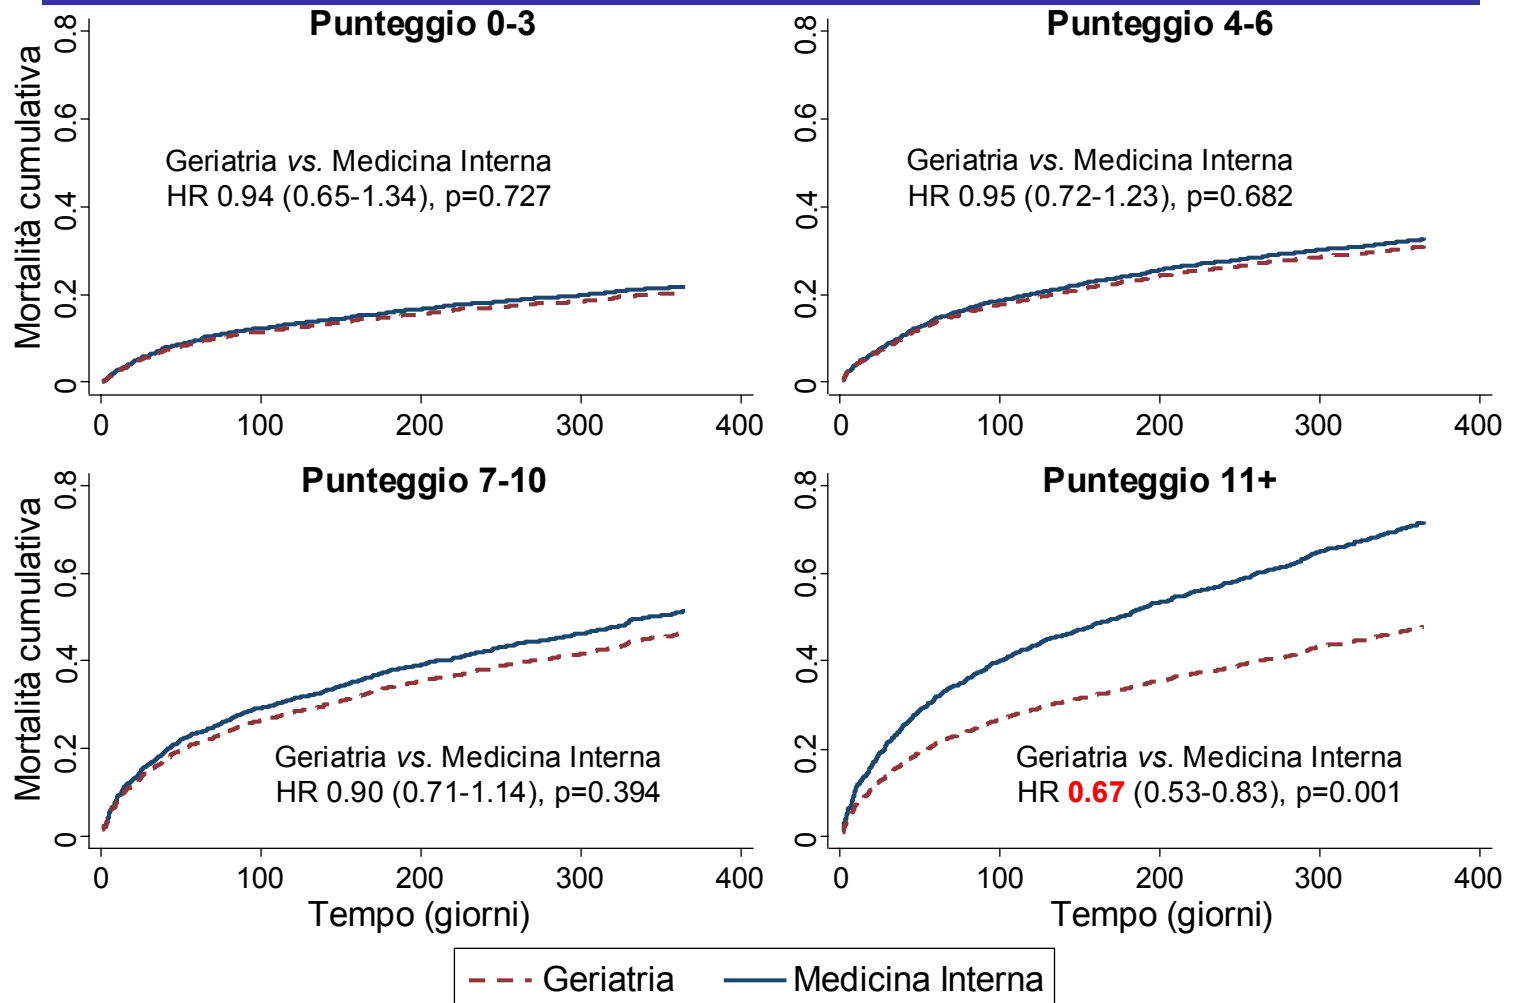 Punteggio 0-3
Mortalità cumulativa
0.8
0.6
0.4
0.2
0
Geriatria vs. Medicina Interna
HR 0.94 (0.65-1.34), p=0.727
0 100 200 300 400
Punteggio 4-6
0.8
0.6
0.4
0.2
0
Geriatria vs. Medicina Interna
HR 0.95 (0.72-1.23), p=0.682
0 100 200 300 400
Punteggio 7-10
Mortalità cumulativa
0.8
0.6
0.4
0.2
0
Geriatria vs. Medicina Interna
HR 0.90 (0.71-1.14), p=0.394
0 100 200 300 400
Tempo (giorni)
Punteggio 11+
0.8
0.6
0.4
0.2
0
Geriatria vs. Medicina Interna
HR 0.67 (0.53-0.83), p=0.001
0 100 200 300 400
Tempo (giorni)
Geriatria Medicina Interna